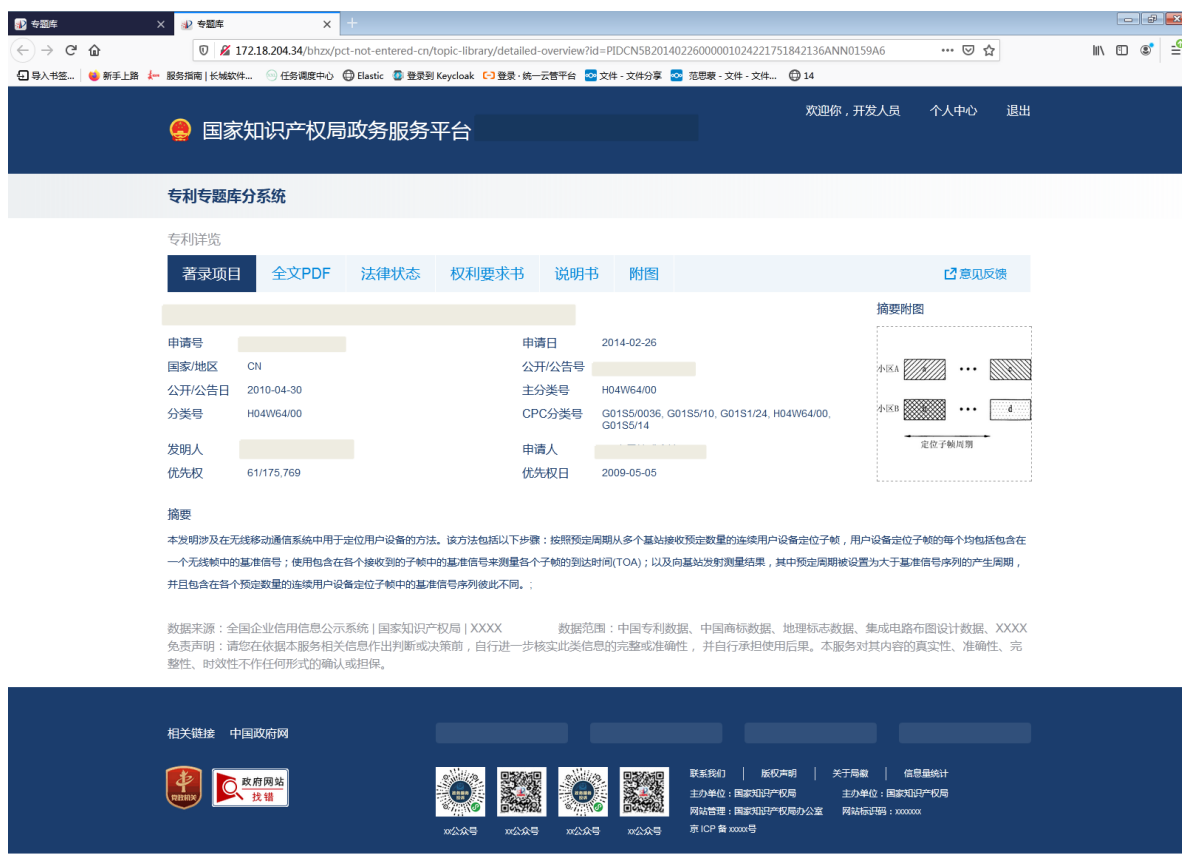 专题库
专题库
172.18.204.34/bhzx/pct-not-entered-cn/topic-library/detailed-overview?id=PIDCN5B20140226000001024221751842136ANN0159A6
导入书签... 新手上路 服务指南 | 长城软件... 任务调度中心 Elastic 登录到 Keycloak 登录 - 统一云管平台 文件 - 文件分享 范思蒙 - 文件 - 文件... 14
欢迎你，开发人员 个人中心 退出
国家知识产权局政务服务平台
专利专题库分系统
专利详览
著录项目 全文PDF 法律状态 权利要求书 说明书 附图 意见反馈
摘要附图
申请号 申请日 2014-02-26
国家/地区 CN 公开/公告号
公开/公告日 2010-04-30 主分类号 H04W64/00
分类号 H04W64/00 CPC分类号 G01S5/0036, G01S5/10, G01S1/24, H04W64/00,
G01S5/14
发明人 申请人
优先权 61/175,769 优先权日 2009-05-05
小区A a ••• c
小区B b ••• d
定位子帧周期
摘要
本发明涉及在无线移动通信系统中用于定位用户设备的方法。该方法包括以下步骤：按照预定周期从多个基站接收预定数量的连续用户设备定位子帧，用户设备定位子帧的每个均包括包含在
一个无线帧中的基准信号；使用包含在各个接收到的子帧中的基准信号来测量各个子帧的到达时间(TOA)；以及向基站发射测量结果，其中预定周期被设置为大于基准信号序列的产生周期，
并且包含在各个预定数量的连续用户设备定位子帧中的基准信号序列彼此不同。;
数据来源：全国企业信用信息公示系统 | 国家知识产权局 | XXXX 数据范围：中国专利数据、中国商标数据、地理标志数据、集成电路布图设计数据、XXXX
免责声明：请您在依据本服务相关信息作出判断或决策前，自行进一步核实此类信息的完整或准确性，并自行承担使用后果。本服务对其内容的真实性、准确性、完
整性、时效性不作任何形式的确认或担保。
相关链接 中国政府网
党政机关
政府网站
找错
xx公众号 xx公众号 xx公众号 xx公众号
联系我们 | 版权声明 | 关于局徽 | 信息量统计
主办单位：国家知识产权局 主办单位：国家知识产权局
网站管理：国家知识产权局办公室 网站标识码：xxxxxxx
京 ICP 备 xxxxx号